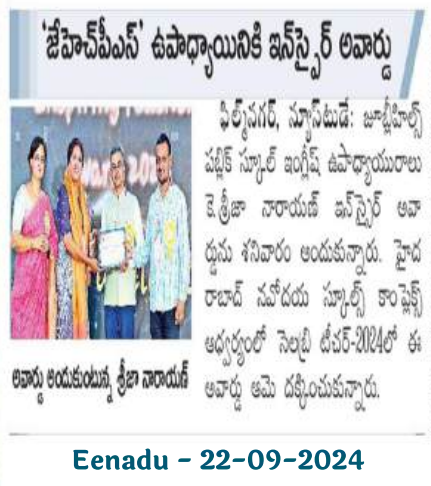 'జేహెచ్‌పీఎస్' ఉపాధ్యాయినికి ఇన్‌స్పైర్ అవార్డు
ఫిల్మ్‌నగర్, న్యూస్‌టుడే: జూబ్లీహిల్స్
పబ్లిక్ స్కూల్ ఇంగ్లీష్ ఉపాధ్యాయురాలు
కె.శ్రీజా నారాయణ్ ఇన్‌స్పైర్ అవా
ర్డును శనివారం అందుకున్నారు. హైద
రాబాద్ నవోదయ స్కూల్స్ కాంప్లెక్స్
ఆధ్వర్యంలో సెలబ్రి టీచర్-2024లో ఈ
అవార్డు ఆమె దక్కించుకున్నారు.
అవార్డు అందుకుంటున్న శ్రీజా నారాయణ్
Eenadu - 22-09-2024